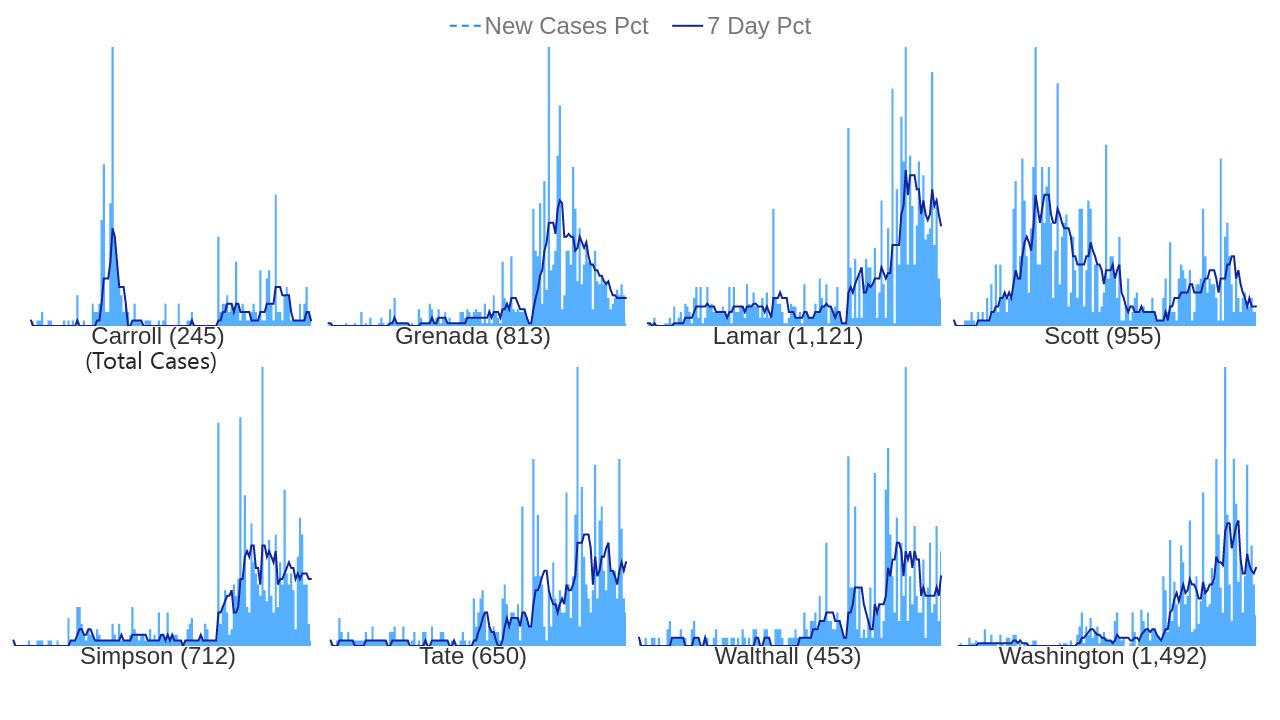 New Cases Pct 7 Day Pct
Carroll (245) Grenada (813) Lamar (1,121) Scott (955)
(Total Cases)
Simpson (712) Tate (650) Walthall (453) Washington (1,492)